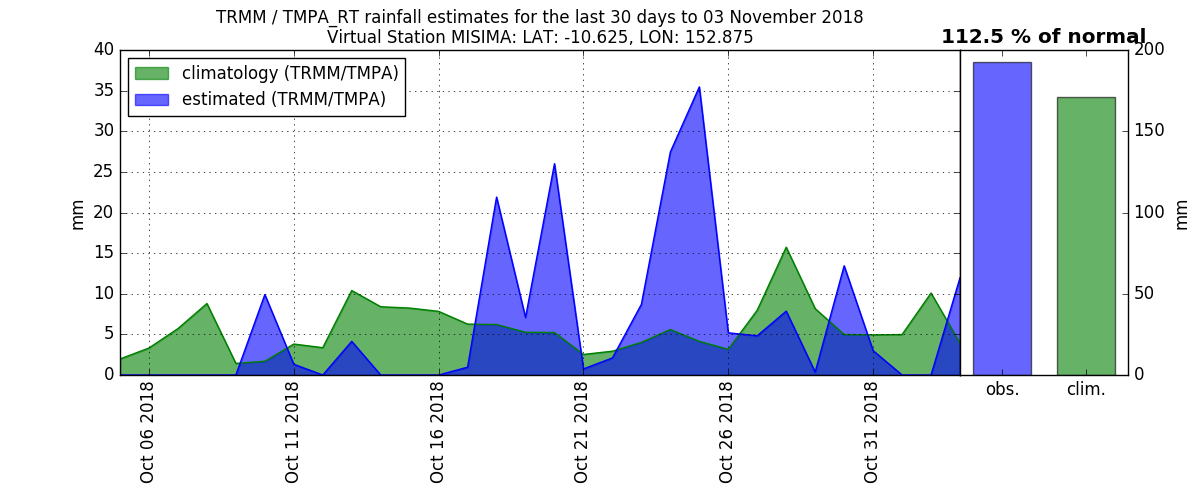 TRMM / TMPA_RT rainfall estimates for the last 30 days to 03 November 2018
Virtual Station MISIMA: LAT: -10.625, LON: 152.875
112.5 % of normal
climatology (TRMM/TMPA)
estimated (TRMM/TMPA)
40
35
30
25
20
15
10
5
0
mm
200
150
100
50
0
mm
obs.
clim.
Oct 06 2018
Oct 11 2018
Oct 16 2018
Oct 21 2018
Oct 26 2018
Oct 31 2018